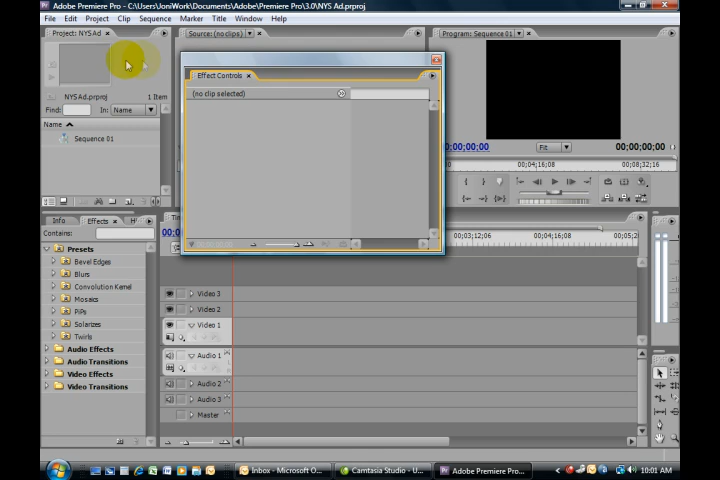 Adobe Premiere Pro - C:\Users\JoniWork\Documents\Adobe\Premiere Pro\3.0\NYS Ad.prproj
File Edit Project Clip Sequence Marker Title Window Help
Project: NYS Ad
Source: (no clips)
Program: Sequence 01
Effect Controls
(no clip selected)
NYS Ad.prproj
1 Item
Find:
In: Name
Name
Sequence 01
00;00;00;00
Fit
00;00;00;00
00;04;16;08
00;08;32;16
Info
Effects
Contains:
Presets
Bevel Edges
Blurs
Convolution Kernel
Mosaics
PiPs
Solarizes
Twirls
Audio Effects
Audio Transitions
Video Effects
Video Transitions
00;03;12;06
00;04;16;08
Video 3
Video 2
Video 1
Audio 1
Audio 2
Audio 3
Master
Inbox - Microsoft O...
Camtasia Studio - U...
Adobe Premiere Pro...
10:01 AM